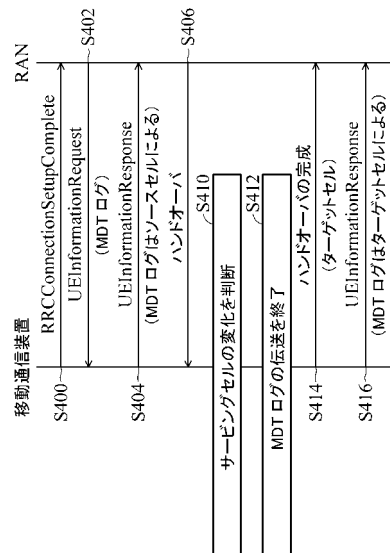 移動通信装置
RAN
RRCConnectionSetupComplete
S400
UEInformationRequest
(MDT ログ)
S402
UEInformationResponse
(MDT ログはソースセルによる)
S404
ハンドオーバ
S406
サービングセルの変化を判断
S410
MDT ログの伝送を終了
S412
ハンドオーバの完成
(ターゲットセル)
S414
UEInformationResponse
(MDT ログはターゲットセルによる)
S416